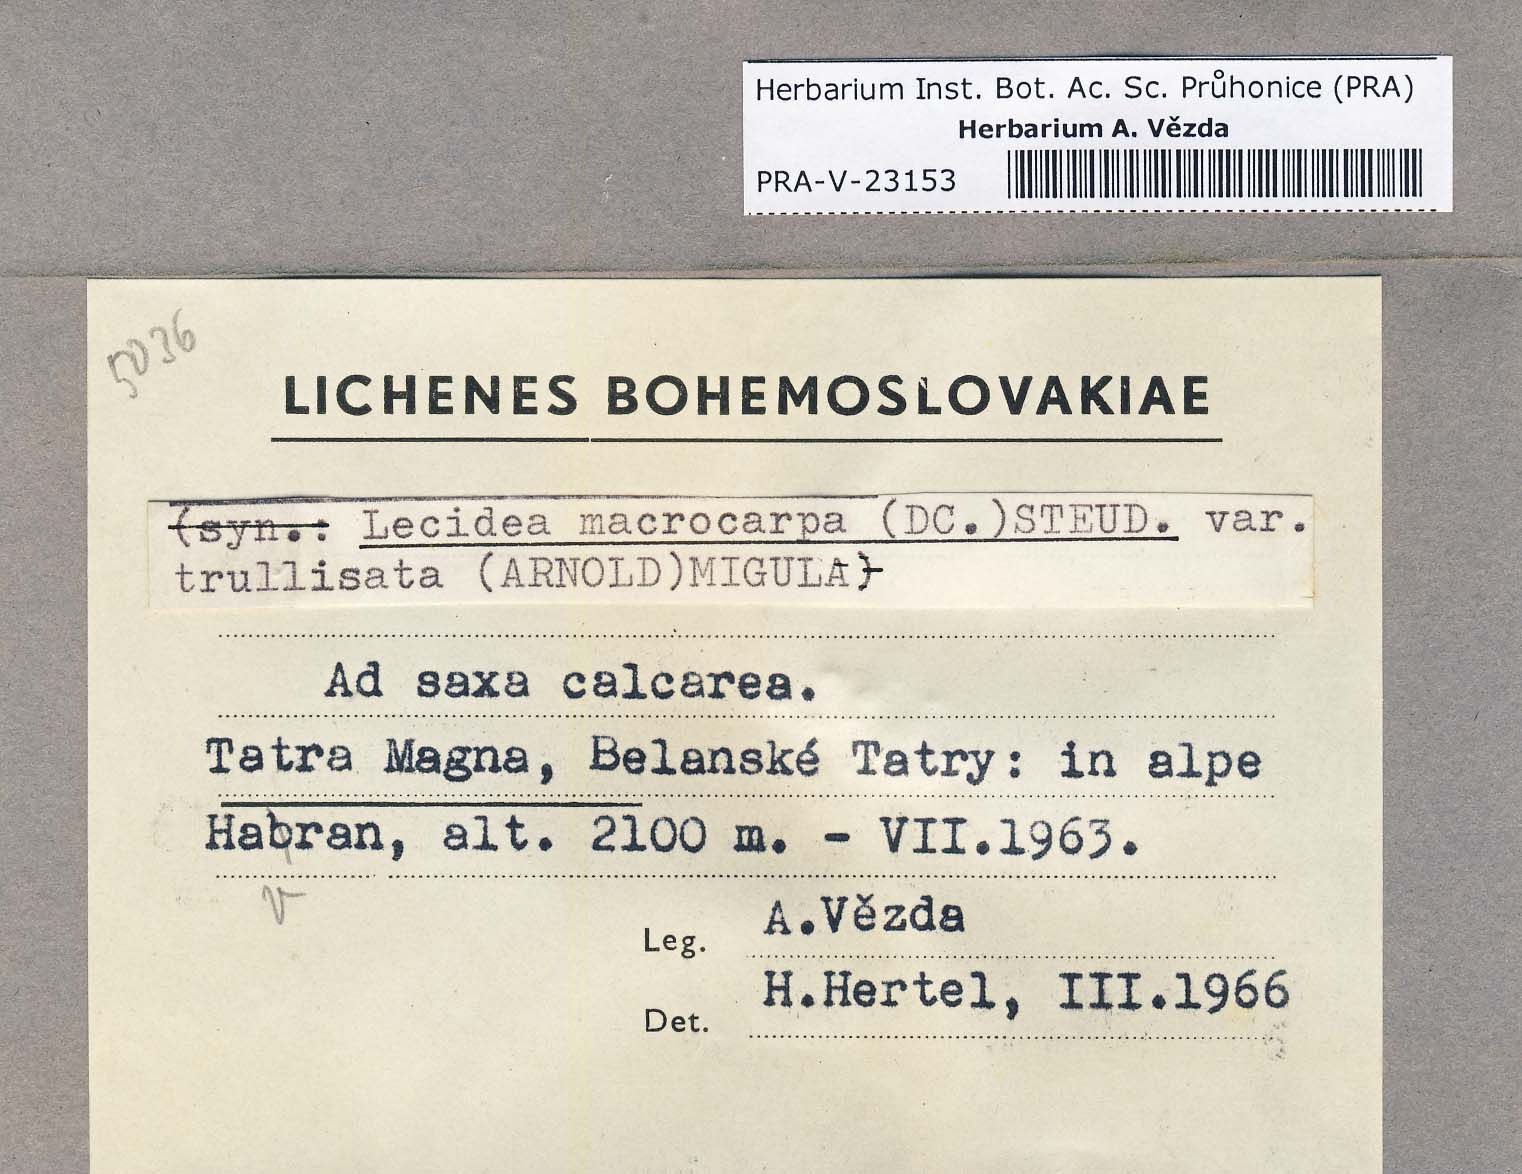 Herbarium Inst. Bot. Ac. Sc. Průhonice (PRA)
Herbarium A. Vězda
PRA-V-23153
5036
LICHENES BOHEMOSLOVAKIAE
(syn.: Lecidea macrocarpa (DC.)STEUD. var.
trullisata (ARNOLD)MIGULA)
Ad saxa calcarea.
Tatra Magna, Belanské Tatry: in alpe
Habran, alt. 2100 m. - VII.1963.
v
Leg. A.Vězda
Det. H.Hertel, III.1966